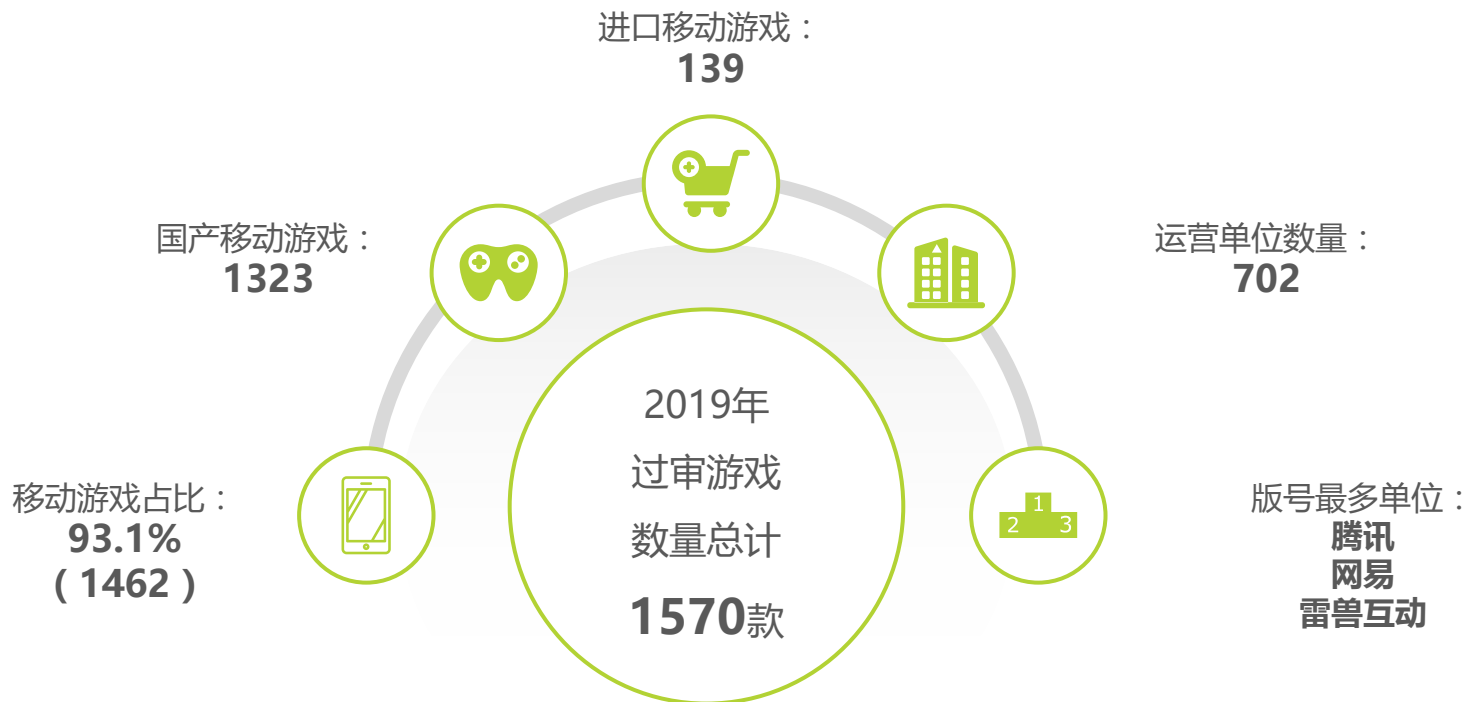 进口移动游戏：
139
国产移动游戏：
1323
运营单位数量：
702
移动游戏占比：
93.1%
（1462）
2019年
过审游戏
数量总计
1570款
1
2 3
版号最多单位：
腾讯
网易
雷兽互动